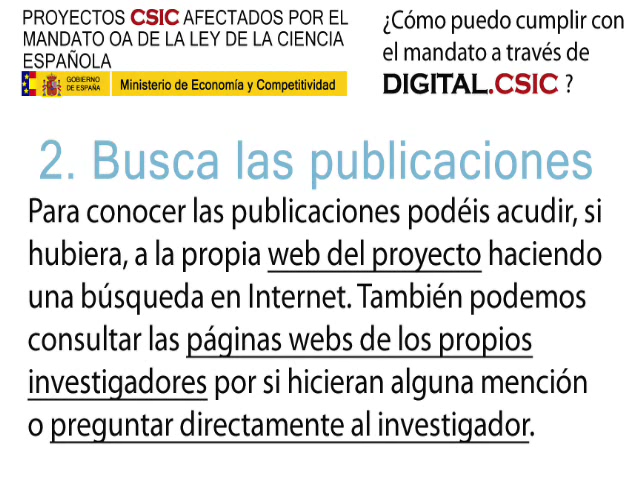 PROYECTOS CSIC AFECTADOS POR EL
MANDATO OA DE LA LEY DE LA CIENCIA
ESPAÑOLA
GOBIERNO
DE ESPAÑA
Ministerio de Economía y Competitividad
¿Cómo puedo cumplir con
el mandato a través de
DIGITAL.CSIC ?
2. Busca las publicaciones
Para conocer las publicaciones podéis acudir, si
hubiera, a la propia web del proyecto haciendo
una búsqueda en Internet. También podemos
consultar las páginas webs de los propios
investigadores por si hicieran alguna mención
o preguntar directamente al investigador.